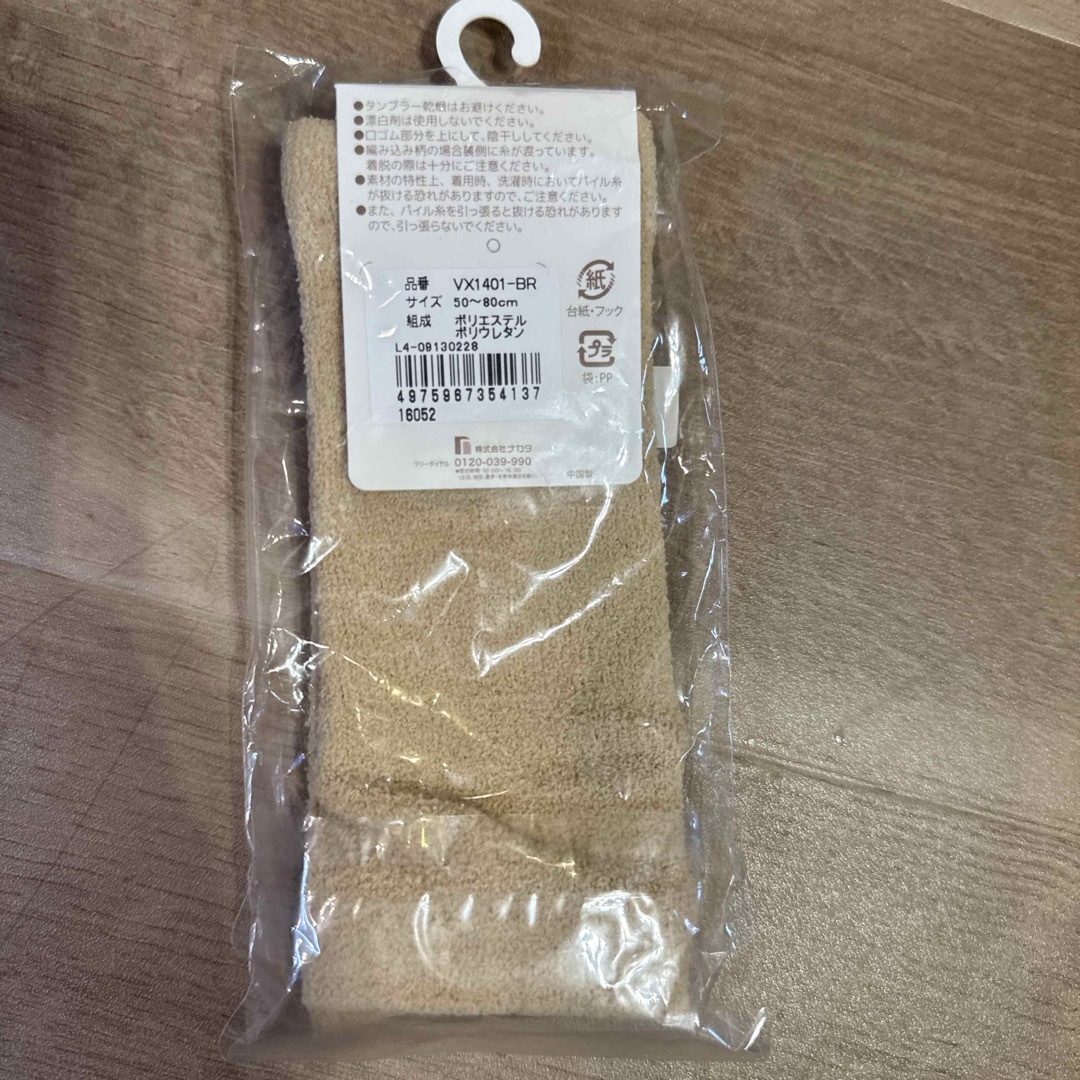 ●タンブラー乾燥はお避けください。
●漂白剤は使用しないでください。
●口ゴム部分を上にして、陰干ししてください。
●編み込み柄の場合裏側に糸が渡っています。
着脱の際は十分にご注意ください。
●素材の特性上、着用時、洗濯時においてパイル糸
が抜ける恐れがありますので、ご注意ください。
●また、パイル糸を引っ張ると抜ける恐れがあります
ので、引っ張らないでください。
品番 VX1401-BR
サイズ 50～80cm
組成 ポリエステル
ポリウレタン
L4-09130228
4975967354137
16052
紙
台紙・フック
プラ
袋:PP
株式会社ナカタ
フリーダイヤル 0120-039-990
中国製